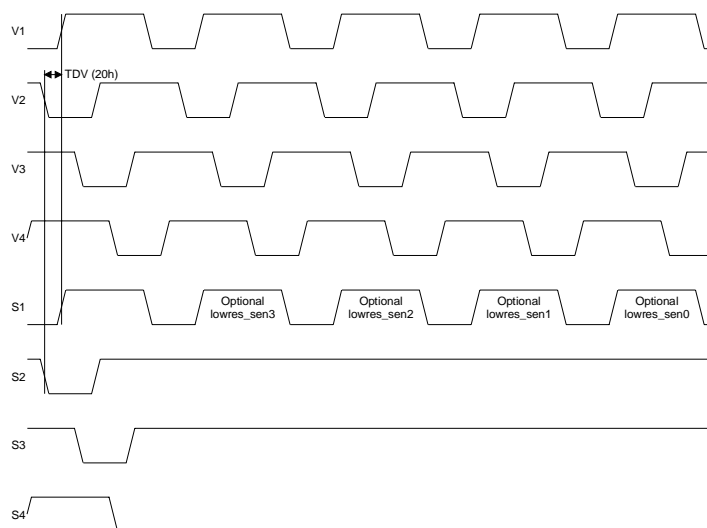 V1
TDV (20h)
V2
V3
V4
S1
Optional
lowres_sen3
Optional
lowres_sen2
Optional
lowres_sen1
Optional
lowres_sen0
S2
S3
S4